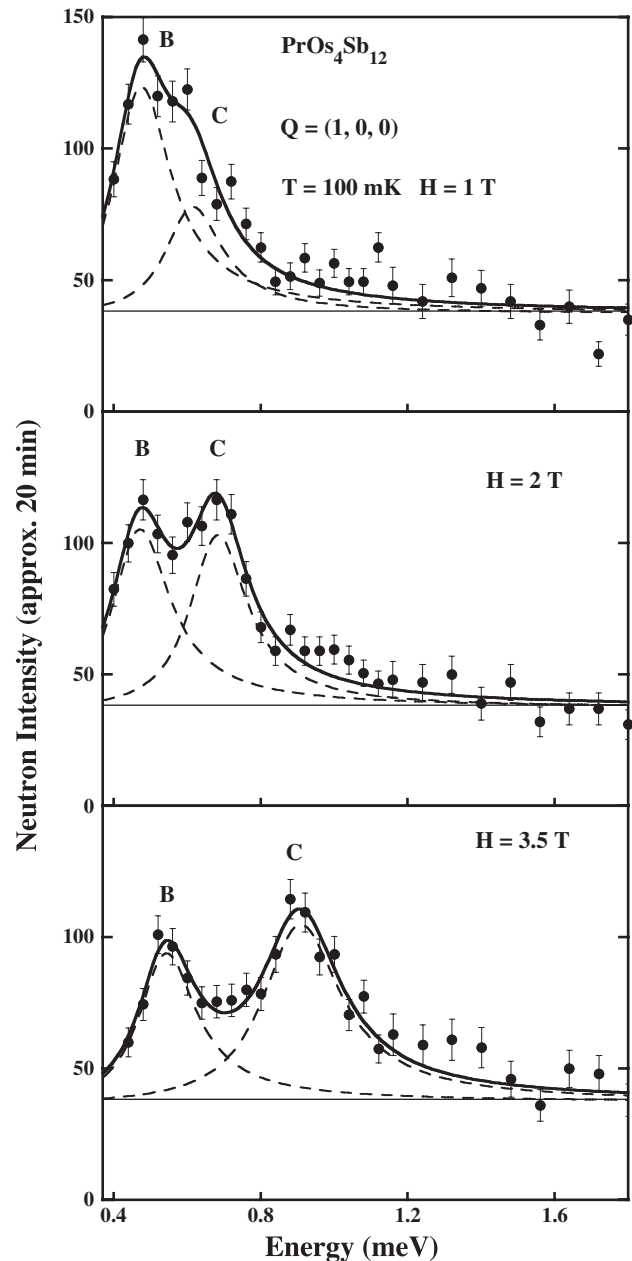 150
B
PrOs4Sb12
C
Q = (1, 0, 0)
100
T = 100 mK H = 1 T
50
0
B
C
H = 2 T
100
50
0
Neutron Intensity (approx. 20 min)
H = 3.5 T
C
B
100
50
0
0.4 0.8 1.2 1.6
Energy (meV)